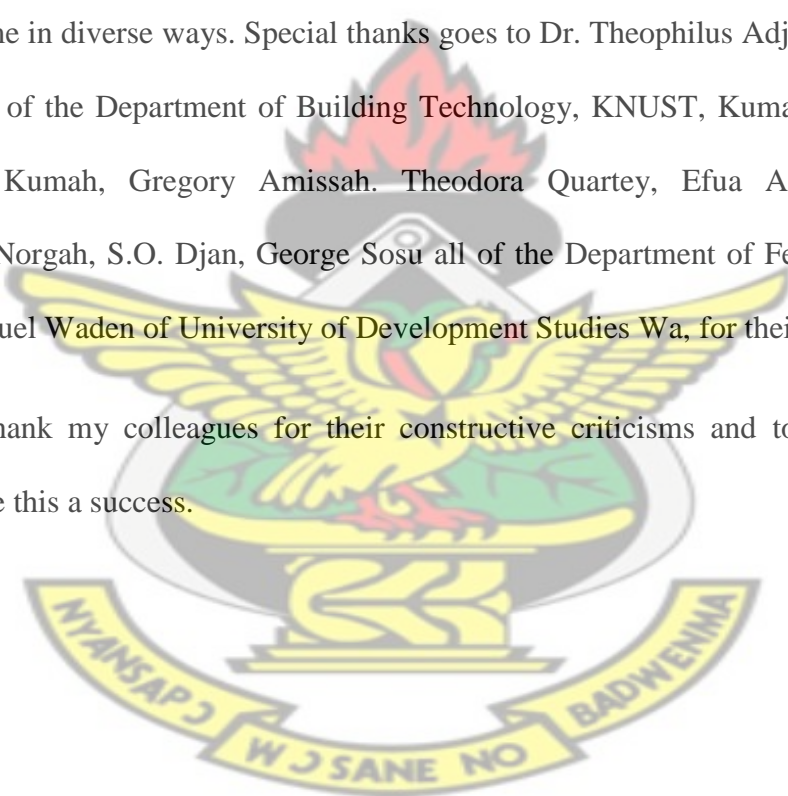 ne in diverse ways. Special thanks goes to Dr. Theophilus Adj
of the Department of Building Technology, KNUST, Kuma
Kumah, Gregory Amissah. Theodora Quartey, Efua A
Norgah, S.O. Djan, George Sosu all of the Department of Fe
uel Waden of University of Development Studies Wa, for thei
hank my colleagues for their constructive criticisms and to
e this a success.
NYANSAPƆ WƆSANE NO BADWENMA